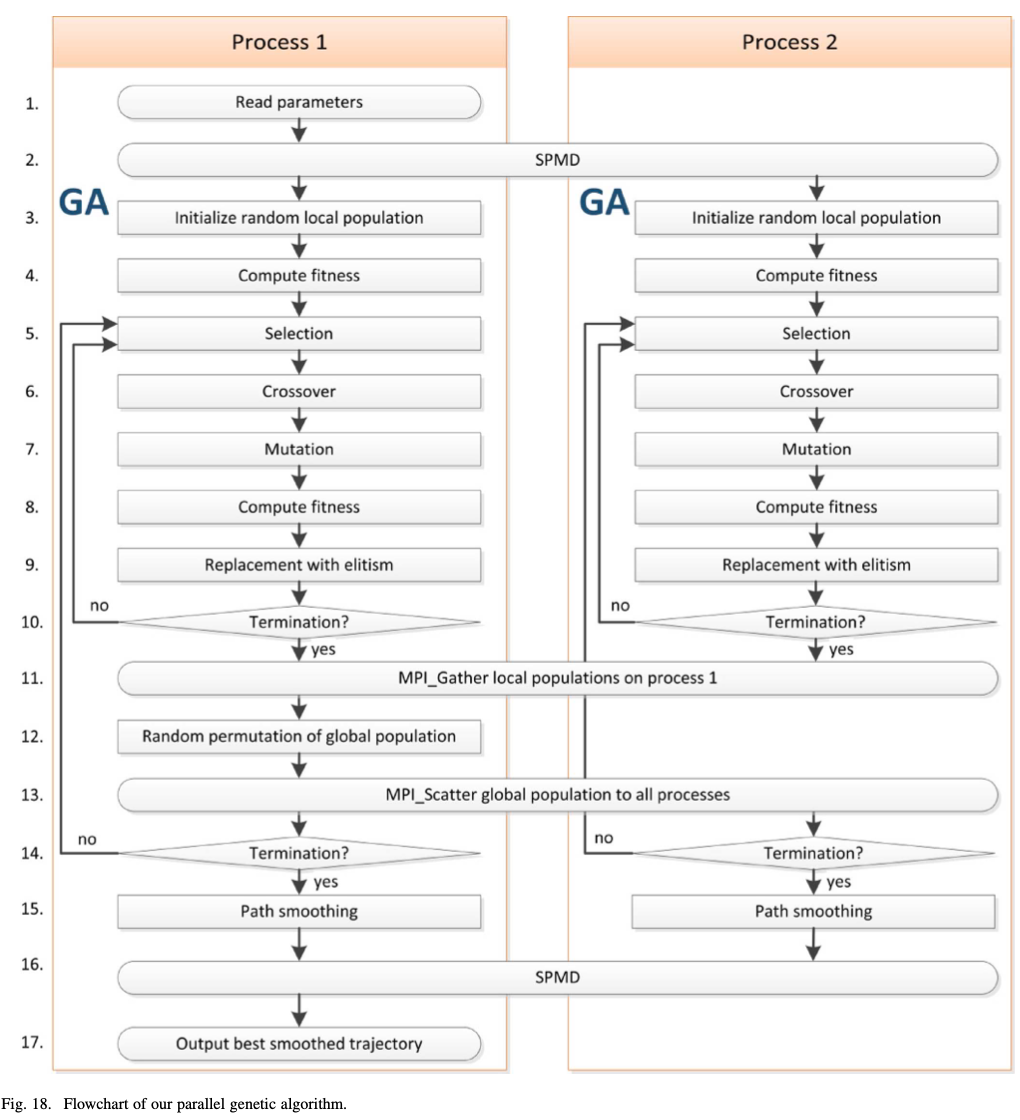 Process 1 Process 2
1. Read parameters
2. SPMD
GA GA
3. Initialize random local population Initialize random local population
4. Compute fitness Compute fitness
5. Selection Selection
6. Crossover Crossover
7. Mutation Mutation
8. Compute fitness Compute fitness
9. Replacement with elitism Replacement with elitism
no no
10. Termination? Termination?
yes yes
11. MPI_Gather local populations on process 1
12. Random permutation of global population
13. MPI_Scatter global population to all processes
no no
14. Termination? Termination?
yes yes
15. Path smoothing Path smoothing
16. SPMD
17. Output best smoothed trajectory
Fig. 18. Flowchart of our parallel genetic algorithm.